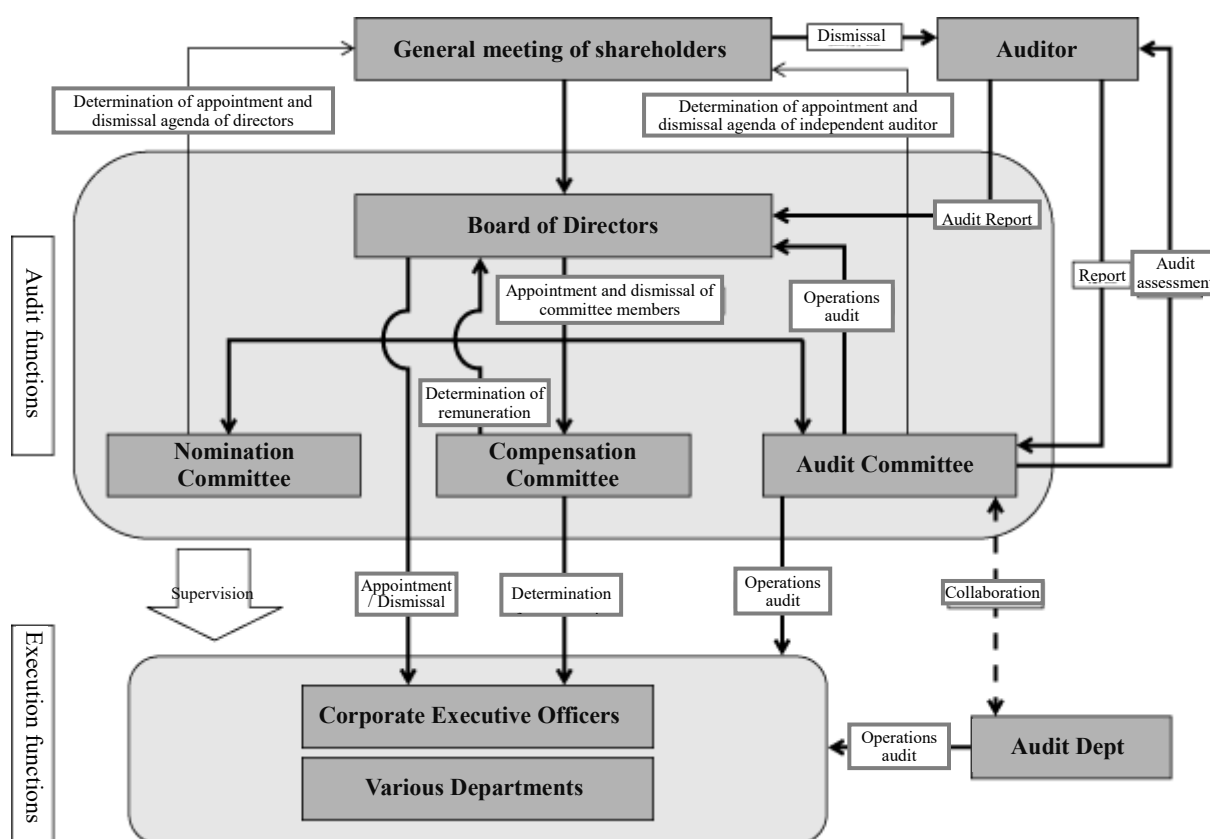 General meeting of shareholders
Dismissal
Auditor
Determination of appointment and
dismissal agenda of directors
Determination of appointment and
dismissal agenda of independent auditor
Board of Directors
Audit Report
Audit functions
Appointment and dismissal of
committee members
Operations
audit
Report
Audit
assessment
Determination of
remuneration
Nomination
Committee
Compensation
Committee
Audit Committee
Supervision
Appointment
/ Dismissal
Determination
Operations
audit
Collaboration
Execution functions
Corporate Executive Officers
Various Departments
Operations
audit
Audit Dept